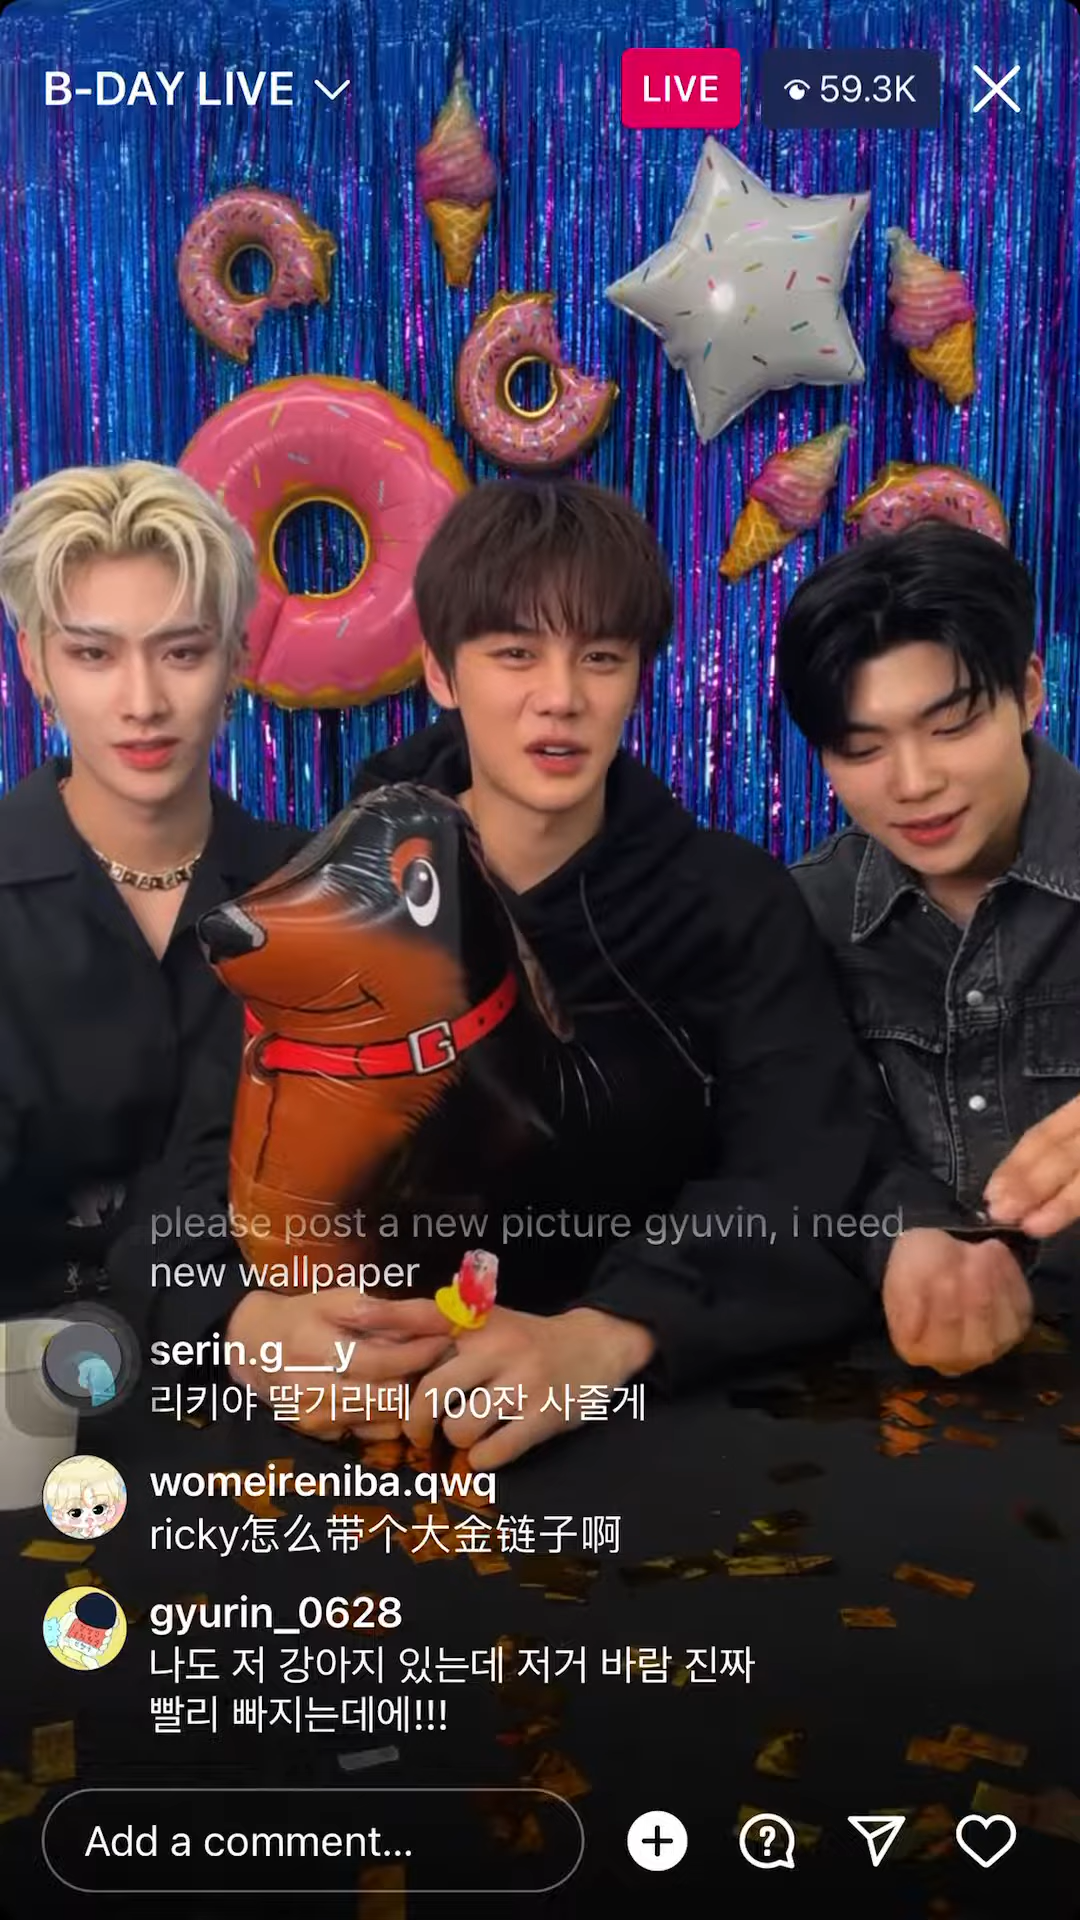 B-DAY LIVE
LIVE
59.3K
please post a new picture gyuvin, i need
new wallpaper
serin.g__y
리키야 딸기라떼 100잔 사줄게
womeireniba.qwq
ricky怎么带个大金链子啊
gyurin_0628
나도 저 강아지 있는데 저거 바람 진짜
빨리 빠지는데에!!!
Add a comment...